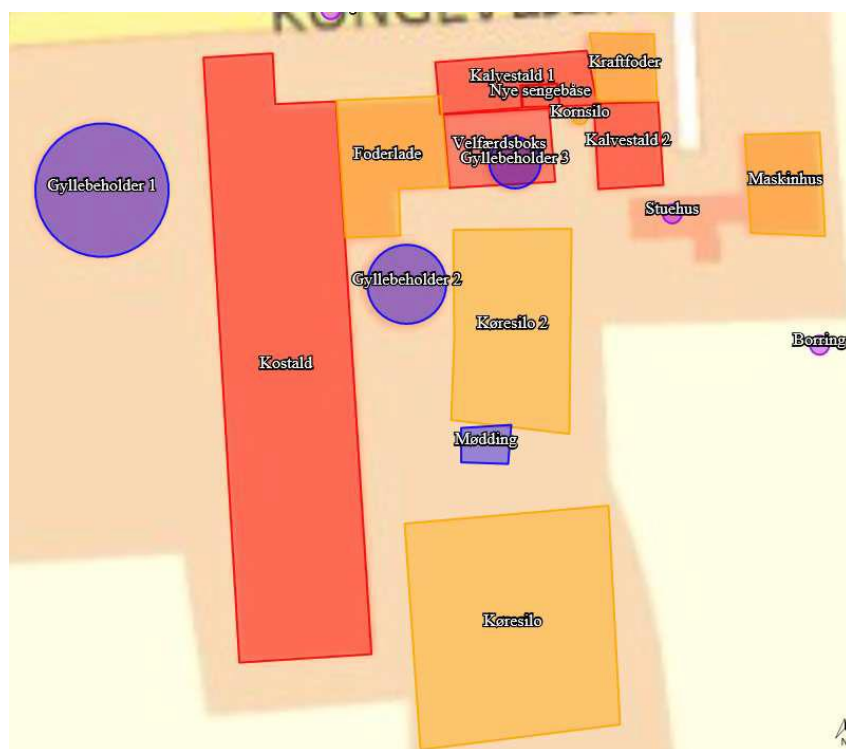 Kraftfoder
Kalvestald 1
Nye sengebåse
Kornsilo
Kalvestald 2
Velfærdsboks
Foderlade
Gyllebeholder 3
Maskinhus
Gyllebeholder 1
Stuehus
Gyllebeholder 2
Køresilo 2
Borring
Kostald
Mødding
Køresilo
N